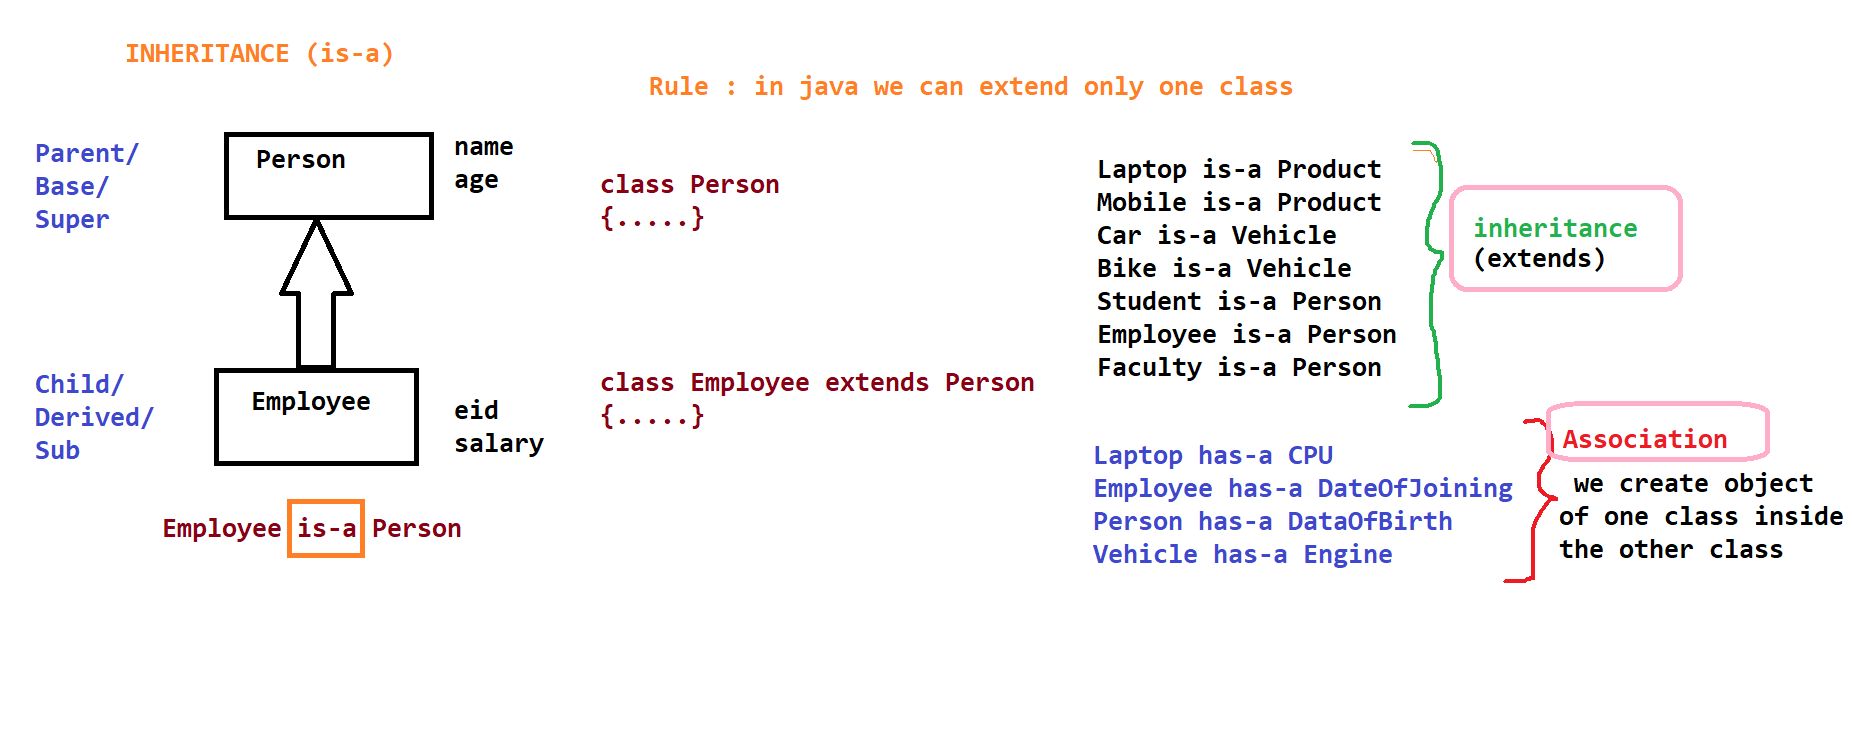 INHERITANCE (is-a)
Rule : in java we can extend only one class
Parent/
Base/
Super
Person
name
age
class Person
{.....}
Child/
Derived/
Sub
Employee
eid
salary
class Employee extends Person
{.....}
Employee is-a Person
Laptop is-a Product
Mobile is-a Product
Car is-a Vehicle
Bike is-a Vehicle
Student is-a Person
Employee is-a Person
Faculty is-a Person
inheritance
(extends)
Laptop has-a CPU
Employee has-a DateOfJoining
Person has-a DataOfBirth
Vehicle has-a Engine
Association
we create object
of one class inside
the other class